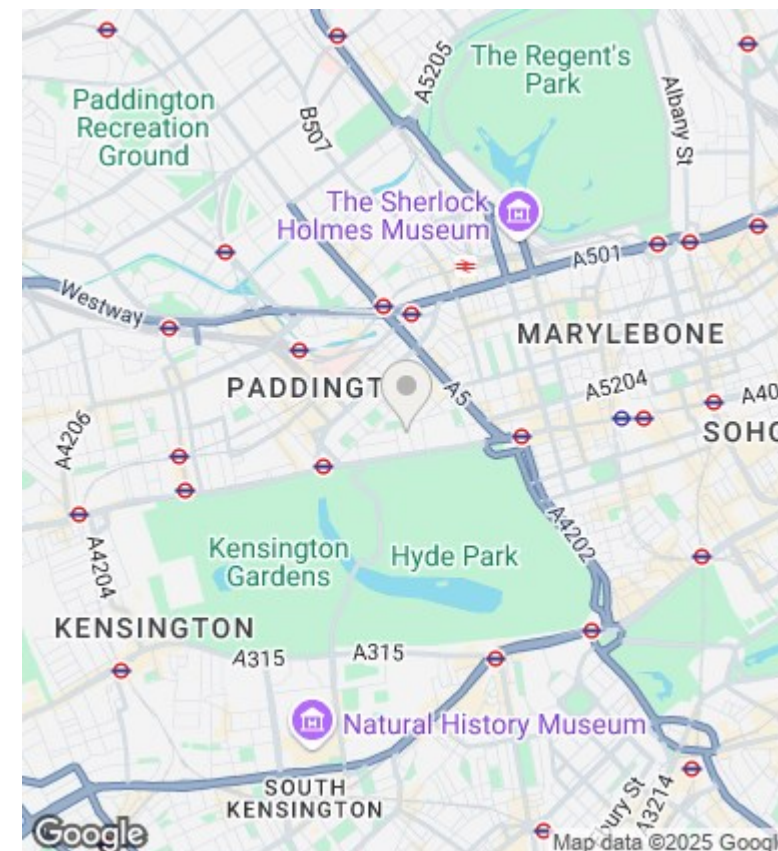 The Regent's
Park
A5205
Albany St
Paddington
Recreation
Ground
B507
The Sherlock
Holmes Museum
A501
Westway
MARYLEBONE
PADDINGT
A5
A5204
A40
SOHO
A4206
A4202
Kensington
Gardens
Hyde Park
A4204
KENSINGTON
A315
A315
Natural History Museum
SOUTH
KENSINGTON
A3214
Google
Map data ©2025 Googl